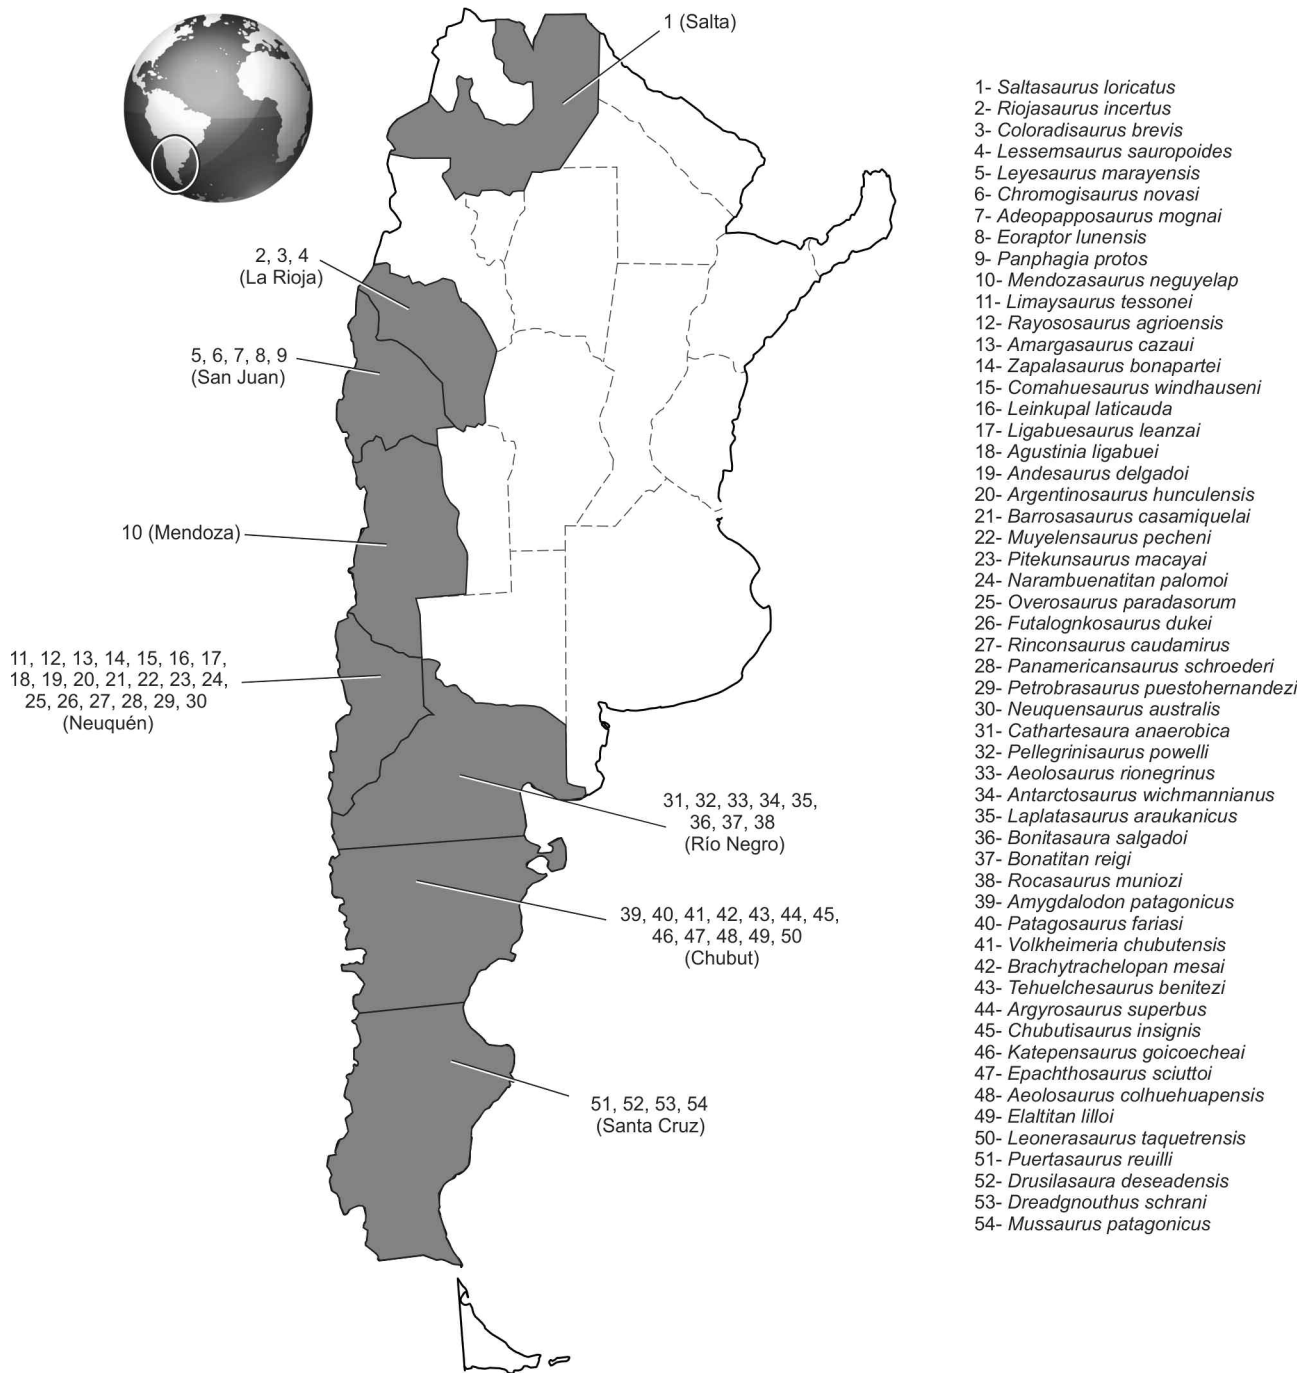 1 (Salta)
2, 3, 4
(La Rioja)
5, 6, 7, 8, 9
(San Juan)
10 (Mendoza)
11, 12, 13, 14, 15, 16, 17,
18, 19, 20, 21, 22, 23, 24,
25, 26, 27, 28, 29, 30
(Neuquén)
31, 32, 33, 34, 35,
36, 37, 38
(Río Negro)
39, 40, 41, 42, 43, 44, 45,
46, 47, 48, 49, 50
(Chubut)
51, 52, 53, 54
(Santa Cruz)
1- Saltasaurus loricatus
2- Riojasaurus incertus
3- Coloradisaurus brevis
4- Lessemsaurus sauropoides
5- Leyesaurus marayensis
6- Chromogisaurus novasi
7- Adeopapposaurus mognai
8- Eoraptor lunensis
9- Panphagia protos
10- Mendozasaurus neguyelap
11- Limaysaurus tessonei
12- Rayososaurus agrioensis
13- Amargasaurus cazaui
14- Zapalasaurus bonapartei
15- Comahuesaurus windhauseni
16- Leinkupal laticauda
17- Ligabuesaurus leanzai
18- Agustinia ligabuei
19- Andesaurus delgadoi
20- Argentinosaurus hunculensis
21- Barrosasaurus casamiquelai
22- Muyelensaurus pecheni
23- Pitekunsaurus macayai
24- Narambuenatitan palomoi
25- Overosaurus paradasorum
26- Futalognkosaurus dukei
27- Rinconsaurus caudamirus
28- Panamericansaurus schroederi
29- Petrobrasaurus puestohernandezi
30- Neuquensaurus australis
31- Cathartesaura anaerobica
32- Pellegrinisaurus powelli
33- Aeolosaurus rionegrinus
34- Antarctosaurus wichmannianus
35- Laplatasaurus araukanicus
36- Bonitasaura salgadoi
37- Bonatitan reigi
38- Rocasaurus muniozi
39- Amygdalodon patagonicus
40- Patagosaurus fariasi
41- Volkheimeria chubutensis
42- Brachytrachelopan mesai
43- Tehuelchesaurus benitezi
44- Argyrosaurus superbus
45- Chubutisaurus insignis
46- Katepensaurus goicoecheai
47- Epachthosaurus sciuttoi
48- Aeolosaurus colhuehuapensis
49- Elaltitan lilloi
50- Leonerasaurus taquetrensis
51- Puertasaurus reuilli
52- Drusilasaura deseadensis
53- Dreadgnouthus schrani
54- Mussaurus patagonicus